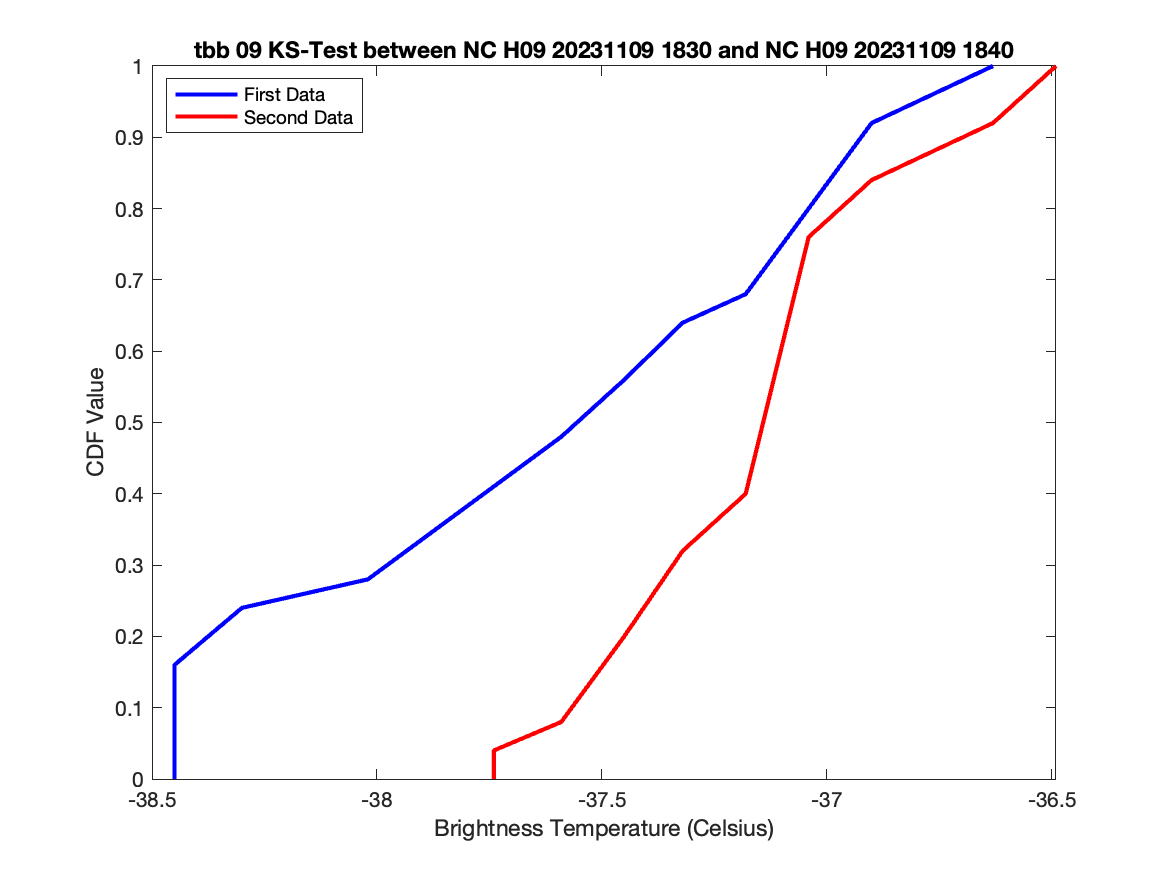 tbb 09 KS-Test between NC H09 20231109 1830 and NC H09 20231109 1840
First Data
Second Data
1
0.9
0.8
0.7
0.6
0.5
0.4
0.3
0.2
0.1
0
CDF Value
-38.5 -38 -37.5 -37 -36.5
Brightness Temperature (Celsius)